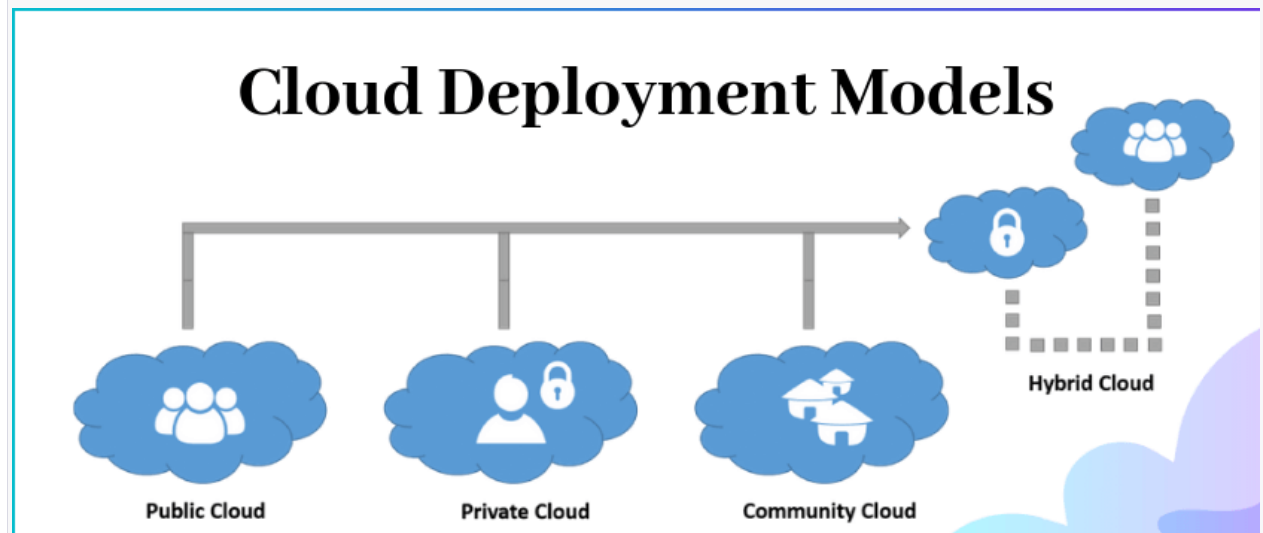 Cloud Deployment Models
Hybrid Cloud
Public Cloud
Private Cloud
Community Cloud